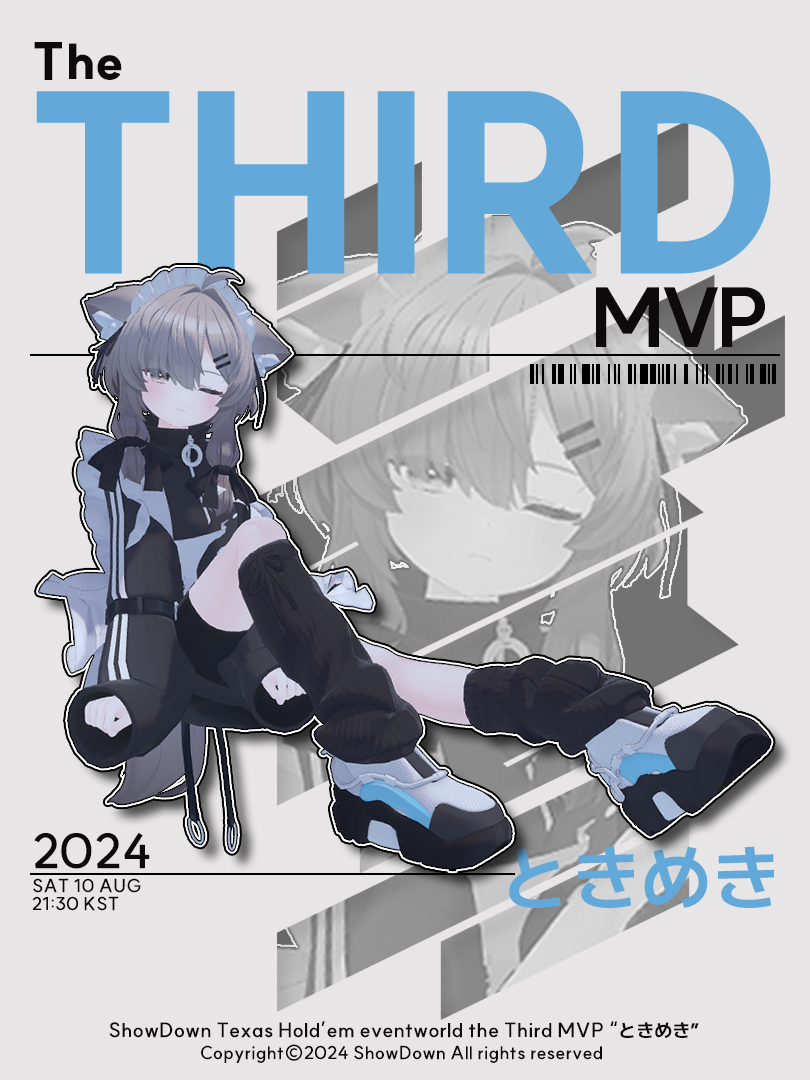 The
THIRD
MVP
2024
SAT 10 AUG
21:30 KST
ときめき
ShowDown Texas Hold'em eventworld the Third MVP “ときめき”
Copyright©2024 ShowDown All rights reserved